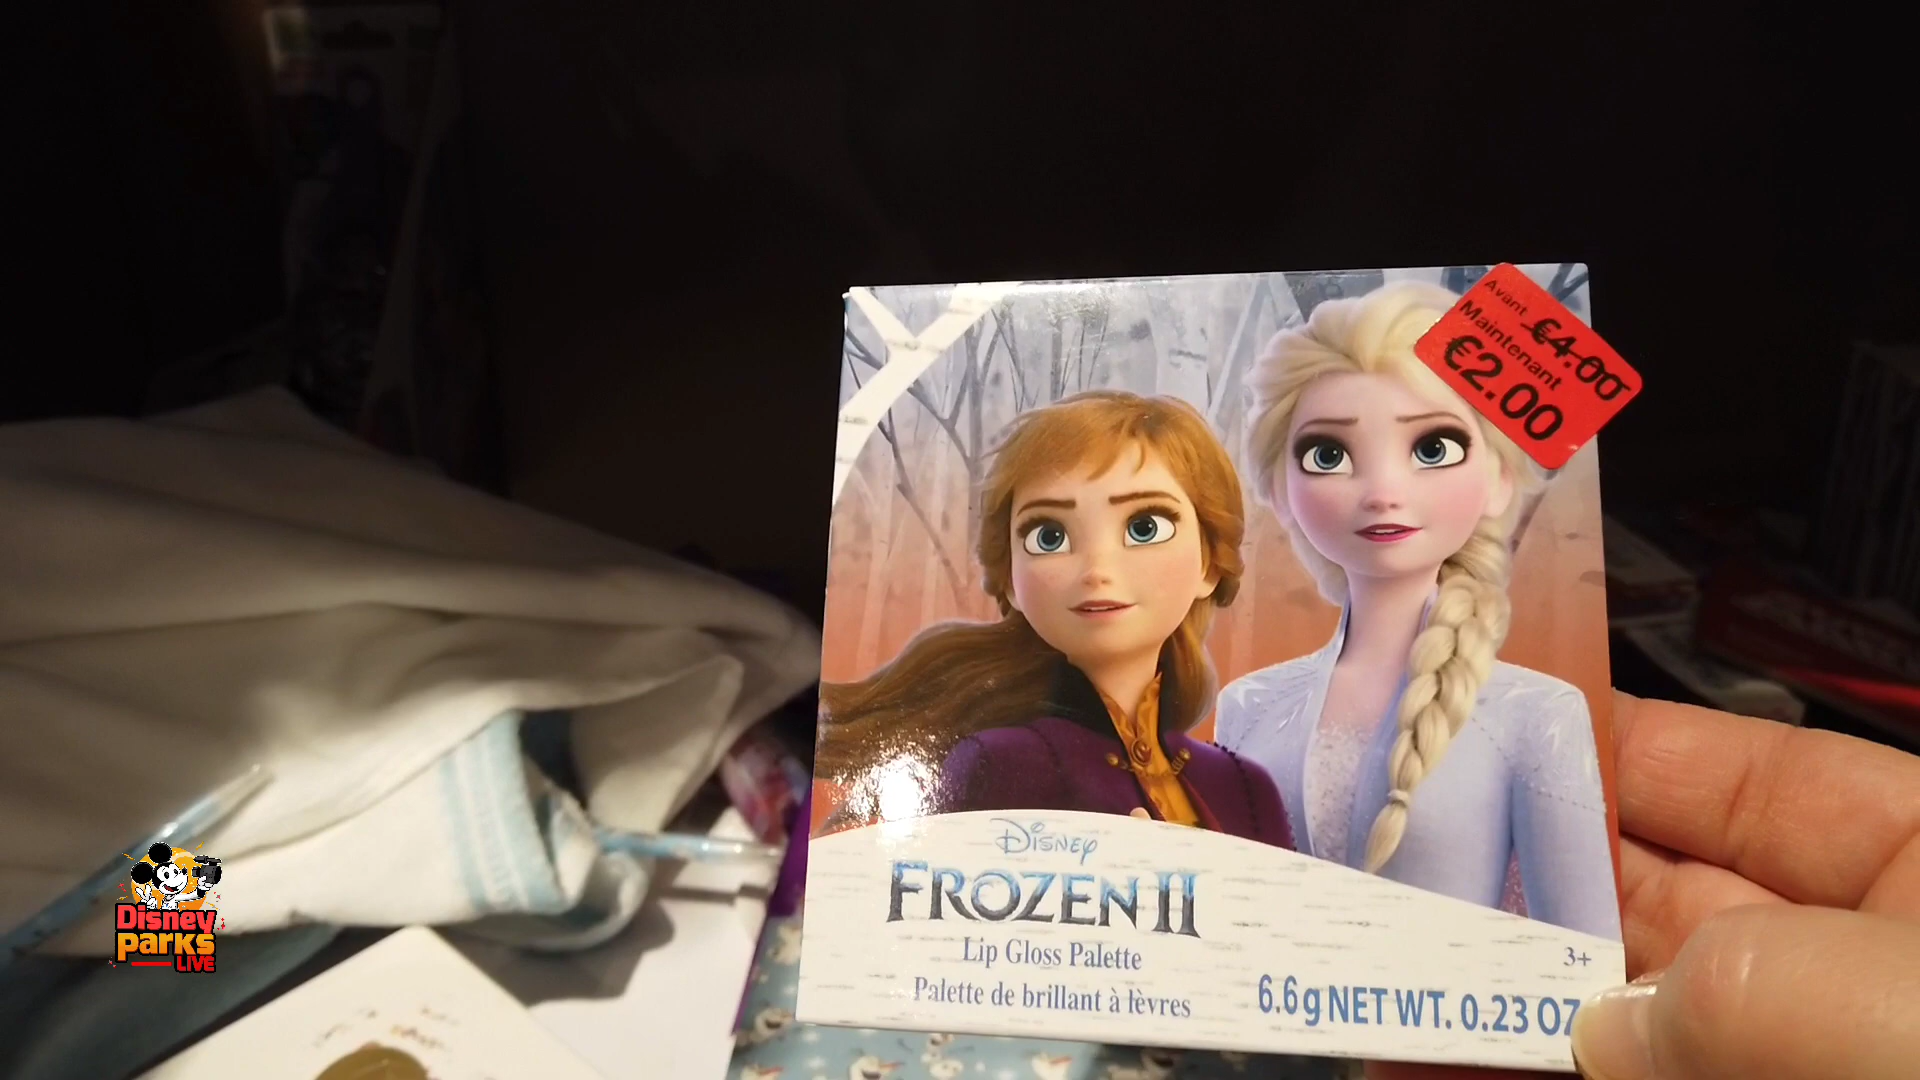 Avant €4.00
Maintenant
€2.00
Disney
FROZEN II
Lip Gloss Palette
Palette de brillant à lèvres
3+
6.6g NET WT. 0.23 OZ
Disney
Parks
LIVE